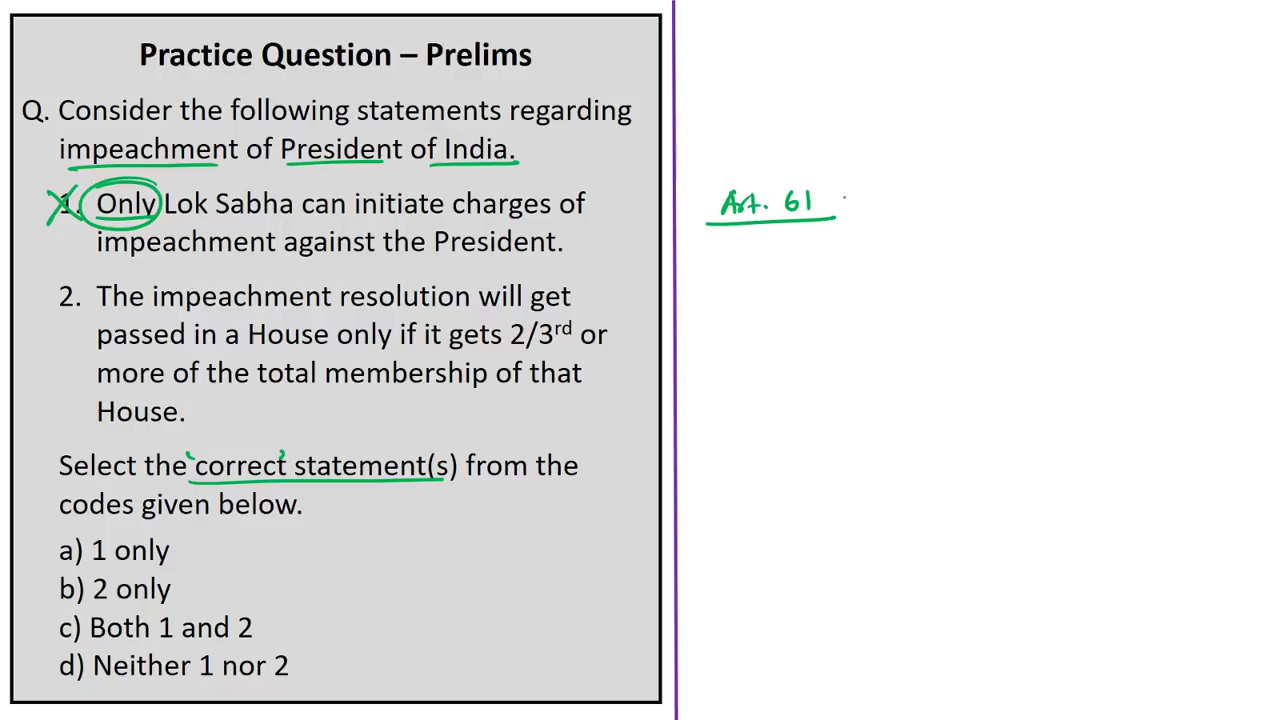 Practice Question – Prelims
Q. Consider the following statements regarding
impeachment of President of India.
1. Only Lok Sabha can initiate charges of
impeachment against the President.
2. The impeachment resolution will get
passed in a House only if it gets 2/3rd or
more of the total membership of that
House.
Select the ‘correct’ statement(s) from the
codes given below.
a) 1 only
b) 2 only
c) Both 1 and 2
d) Neither 1 nor 2
Art. 61